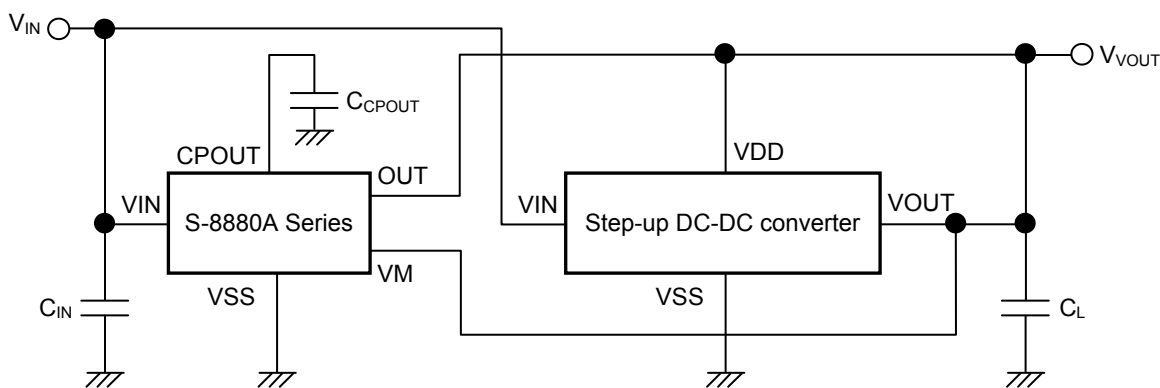 VIN
VVOUT
CCPOUT
CPOUT
OUT
VDD
VIN
S-8880A Series
VIN
Step-up DC-DC converter
VOUT
VM
VSS
VSS
CIN
CL